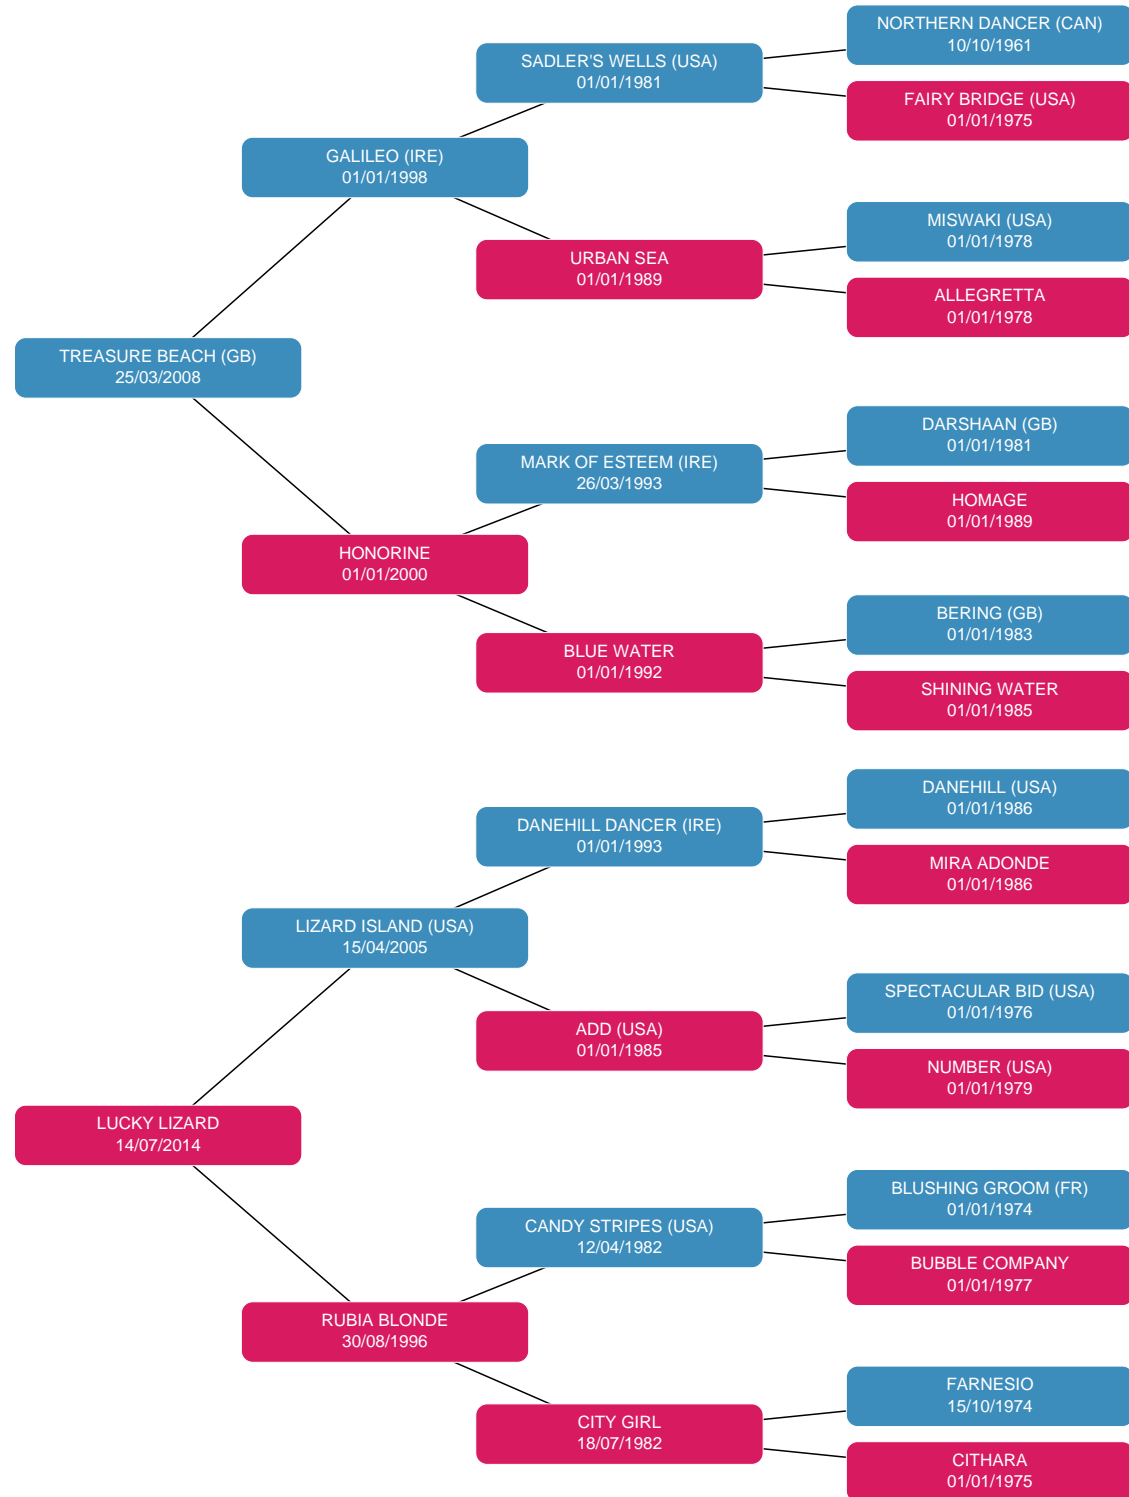 NORTHERN DANCER (CAN)
10/10/1961
SADLER'S WELLS (USA)
01/01/1981
FAIRY BRIDGE (USA)
01/01/1975
GALILEO (IRE)
01/01/1998
MISWAKI (USA)
01/01/1978
URBAN SEA
01/01/1989
ALLEGRETTA
01/01/1978
TREASURE BEACH (GB)
25/03/2008
DARSHAAN (GB)
01/01/1981
MARK OF ESTEEM (IRE)
26/03/1993
HOMAGE
01/01/1989
HONORINE
01/01/2000
BERING (GB)
01/01/1983
BLUE WATER
01/01/1992
SHINING WATER
01/01/1985
DANEHILL (USA)
01/01/1986
DANEHILL DANCER (IRE)
01/01/1993
MIRA ADONDE
01/01/1986
LIZARD ISLAND (USA)
15/04/2005
SPECTACULAR BID (USA)
01/01/1976
ADD (USA)
01/01/1985
NUMBER (USA)
01/01/1979
LUCKY LIZARD
14/07/2014
BLUSHING GROOM (FR)
01/01/1974
CANDY STRIPES (USA)
12/04/1982
BUBBLE COMPANY
01/01/1977
RUBIA BLONDE
30/08/1996
FARNESIO
15/10/1974
CITY GIRL
18/07/1982
CITHARA
01/01/1975